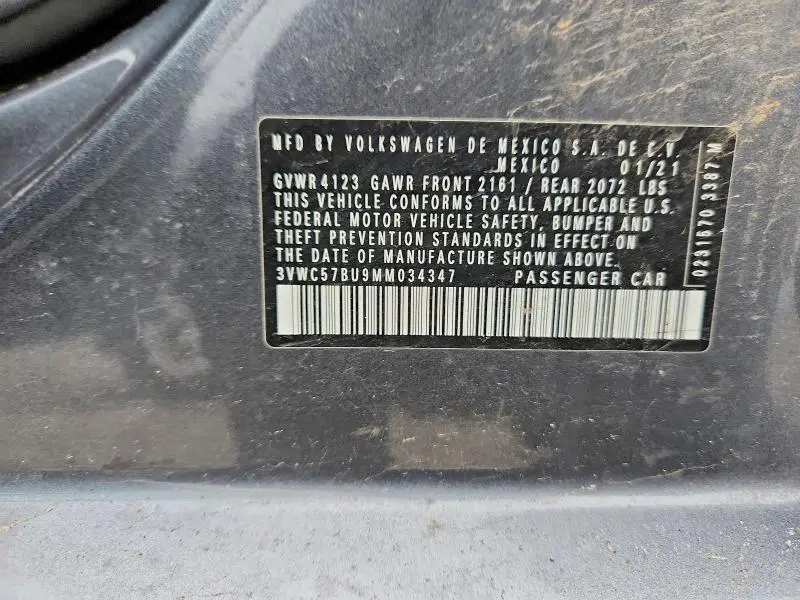 MFD BY VOLKSWAGEN DE MEXICO S.A. DE C.V.
MEXICO 01/21
GVWR 4123 GAWR FRONT 2161 / REAR 2072 LBS
THIS VEHICLE CONFORMS TO ALL APPLICABLE U.S.
FEDERAL MOTOR VEHICLE SAFETY, BUMPER AND
THEFT PREVENTION STANDARDS IN EFFECT ON
THE DATE OF MANUFACTURE SHOWN ABOVE.
3VWC57BU9MM034347 PASSENGER CAR
0231670 3387 M